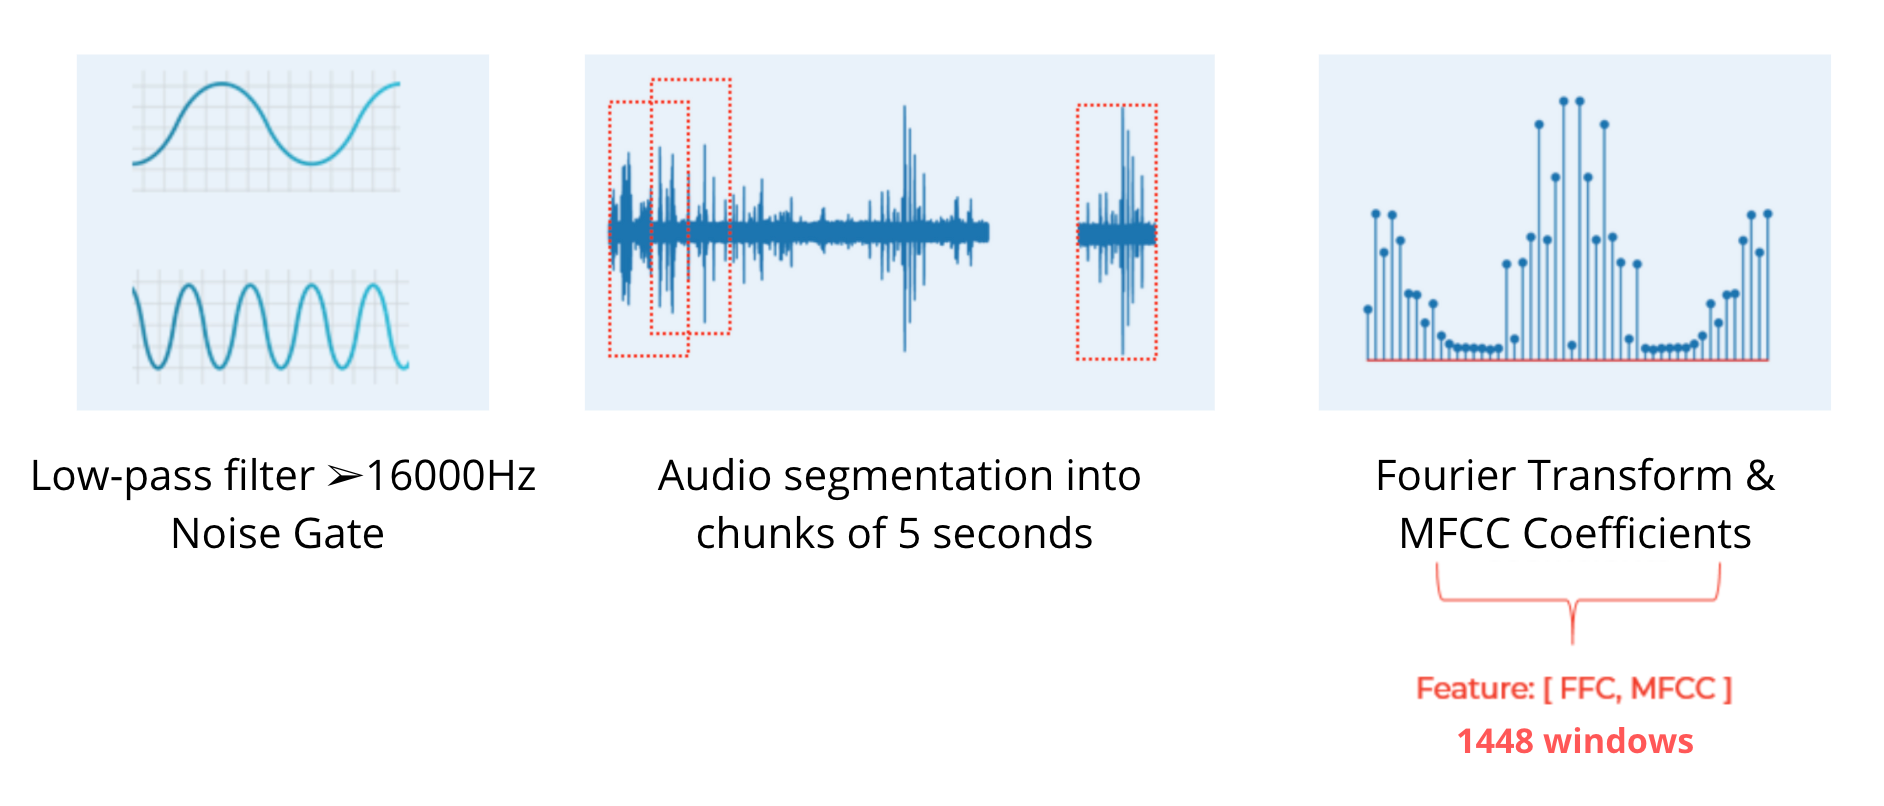 Low-pass filter ➢16000Hz
Noise Gate
Audio segmentation into
chunks of 5 seconds
Fourier Transform &
MFCC Coefficients
Feature: [ FFC, MFCC ]
1448 windows